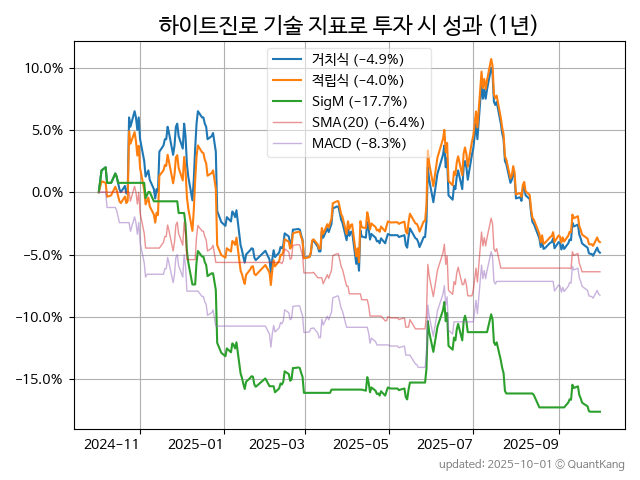 하이트진로 기술 지표로 투자 시 성과 (1년)
거치식 (−4.9%)
적립식 (−4.0%)
SigM (−17.7%)
SMA(20) (−6.4%)
MACD (−8.3%)
10.0%
5.0%
0.0%
−5.0%
−10.0%
−15.0%
2024-11 2025-01 2025-03 2025-05 2025-07 2025-09
updated: 2025-10-01 © QuantKang